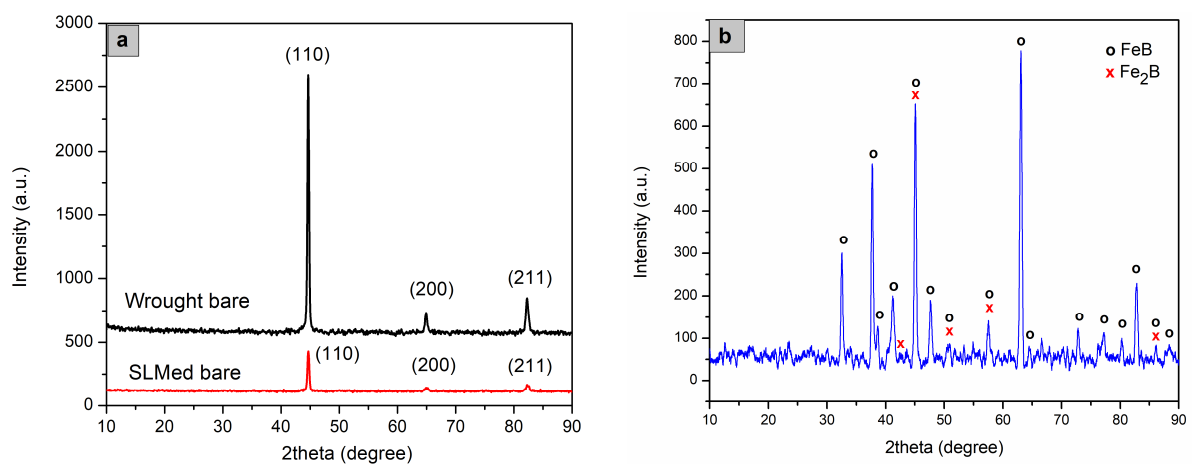 a
3000
2500
2000
1500
1000
500
0
Intensity (a.u.)
(110)
(200)
(211)
Wrought bare
(110)
(200)
(211)
SLMed bare
10 20 30 40 50 60 70 80 90
2theta (degree)
b
800
700
600
500
400
300
200
100
0
Intensity (a.u.)
o FeB
x Fe₂B
o
o
x
o
o
o
o
o
x
o
o
x
o
x
o
o
o
o
o
o
x
o
10 20 30 40 50 60 70 80 90
2theta (degree)